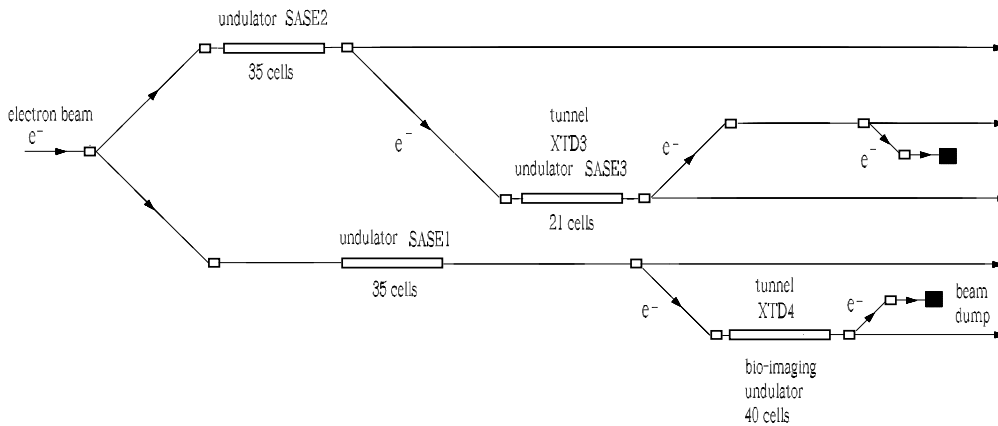 undulator SASE2
35 cells
electron beam
e⁻
e⁻
tunnel
XTD3
undulator SASE3
21 cells
e⁻
e⁻
undulator SASE1
35 cells
e⁻
tunnel
XTD4
e⁻
beam
dump
bio-imaging
undulator
40 cells